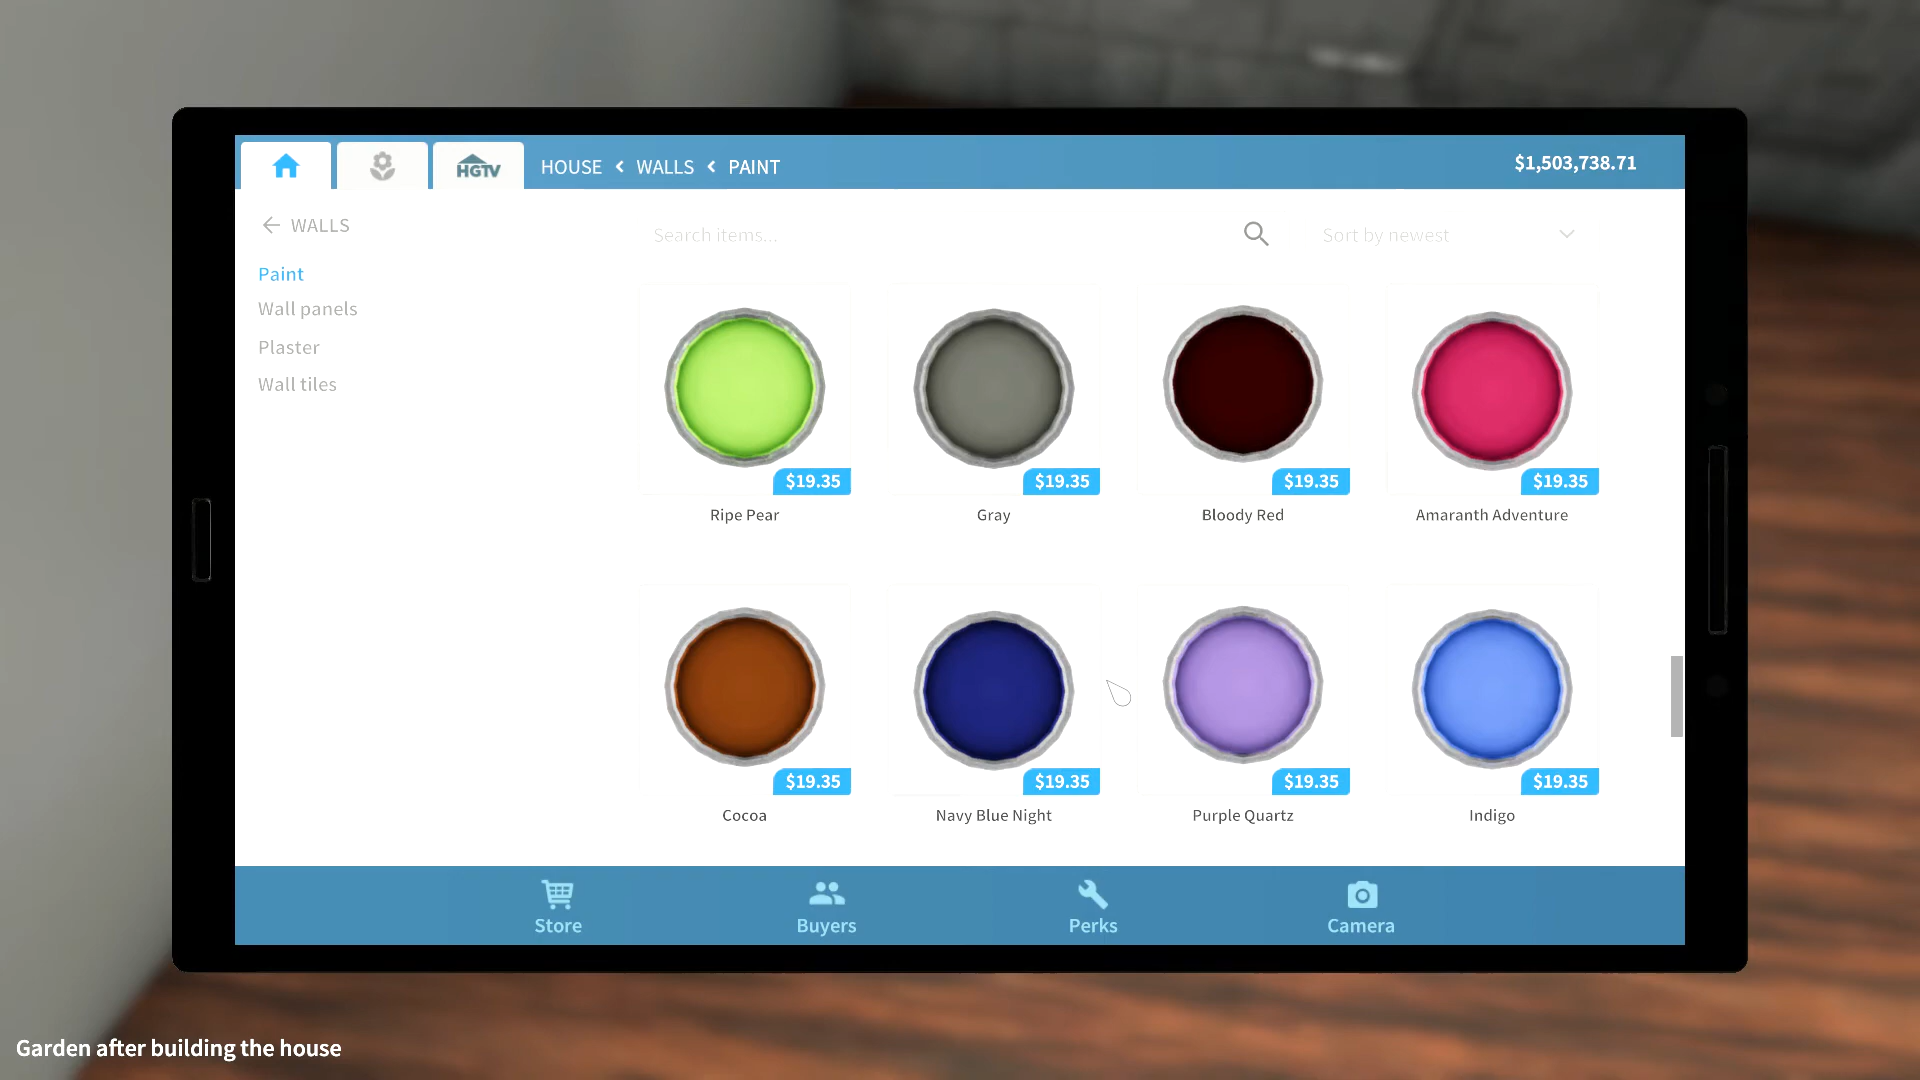 HGTV
HOUSE < WALLS < PAINT
$1,503,738.71
WALLS
Search items...
Sort by newest
Paint
Wall panels
Plaster
Wall tiles
$19.35
$19.35
$19.35
$19.35
Ripe Pear
Gray
Bloody Red
Amaranth Adventure
$19.35
$19.35
$19.35
$19.35
Cocoa
Navy Blue Night
Purple Quartz
Indigo
Store
Buyers
Perks
Camera
Garden after building the house